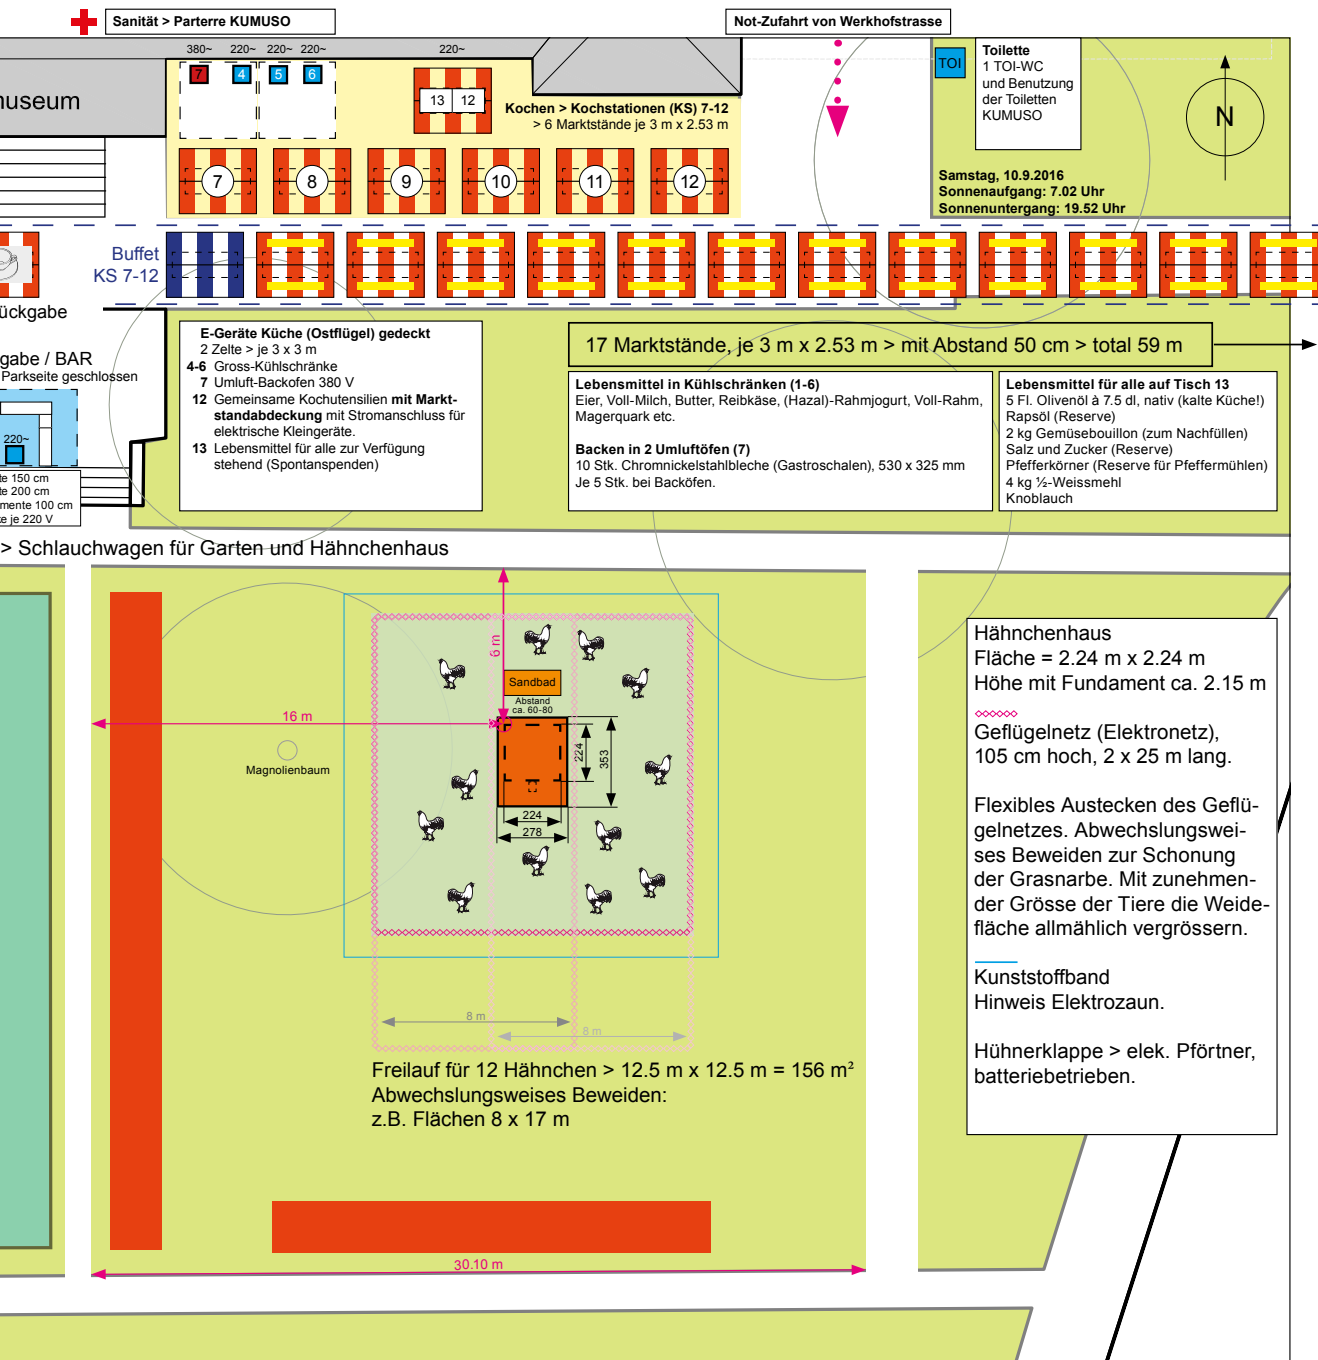 Sanität > Parterre KUMUSO
Not-Zufahrt von Werkhofstrasse
380~ 220~ 220~ 220~ 220~
7 4 5 6
museum
13 12
Kochen > Kochstationen (KS) 7-12
> 6 Marktstände je 3 m x 2.53 m
7 8 9 10 11 12
TOI
Toilette
1 TOI-WC
und Benutzung
der Toiletten
KUMUSO
N
Samstag, 10.9.2016
Sonnenaufgang: 7.02 Uhr
Sonnenuntergang: 19.52 Uhr
Buffet
KS 7-12
ückgabe
gabe / BAR
Parkseite geschlossen
220~
te 150 cm
te 200 cm
mente 100 cm
ke je 220 V
E-Geräte Küche (Ostflügel) gedeckt
2 Zelte > je 3 x 3 m
4-6 Gross-Kühlschränke
7 Umluft-Backofen 380 V
12 Gemeinsame Kochutensilien mit Markt-
standabdeckung mit Stromanschluss für
elektrische Kleingeräte.
13 Lebensmittel für alle zur Verfügung
stehend (Spontanspenden)
17 Marktstände, je 3 m x 2.53 m > mit Abstand 50 cm > total 59 m
Lebensmittel in Kühlschränken (1-6)
Eier, Voll-Milch, Butter, Reibkäse, (Hazal)-Rahmjogurt, Voll-Rahm,
Magerquark etc.
Backen in 2 Umluftöfen (7)
10 Stk. Chromnickelstahlbleche (Gastroschalen), 530 x 325 mm
Je 5 Stk. bei Backöfen.
Lebensmittel für alle auf Tisch 13
5 Fl. Olivenöl à 7.5 dl, nativ (kalte Küche!)
Rapsöl (Reserve)
2 kg Gemüsebouillon (zum Nachfüllen)
Salz und Zucker (Reserve)
Pfefferkörner (Reserve für Pfeffermühlen)
4 kg ½-Weissmehl
Knoblauch
> Schlauchwagen für Garten und Hähnchenhaus
6 m
Sandbad
Abstand
ca. 60-80
16 m
Magnolienbaum
224
353
224
278
8 m
8 m
Freilauf für 12 Hähnchen > 12.5 m x 12.5 m = 156 m²
Abwechslungsweises Beweiden:
z.B. Flächen 8 x 17 m
30.10 m
Hähnchenhaus
Fläche = 2.24 m x 2.24 m
Höhe mit Fundament ca. 2.15 m
Geflügelnetz (Elektronetz),
105 cm hoch, 2 x 25 m lang.
Flexibles Austecken des Geflü-
gelnetzes. Abwechslungswei-
ses Beweiden zur Schonung
der Grasnarbe. Mit zunehmen-
der Grösse der Tiere die Weide-
fläche allmählich vergrössern.
Kunststoffband
Hinweis Elektrozaun.
Hühnerklappe > elek. Pförtner,
batteriebetrieben.